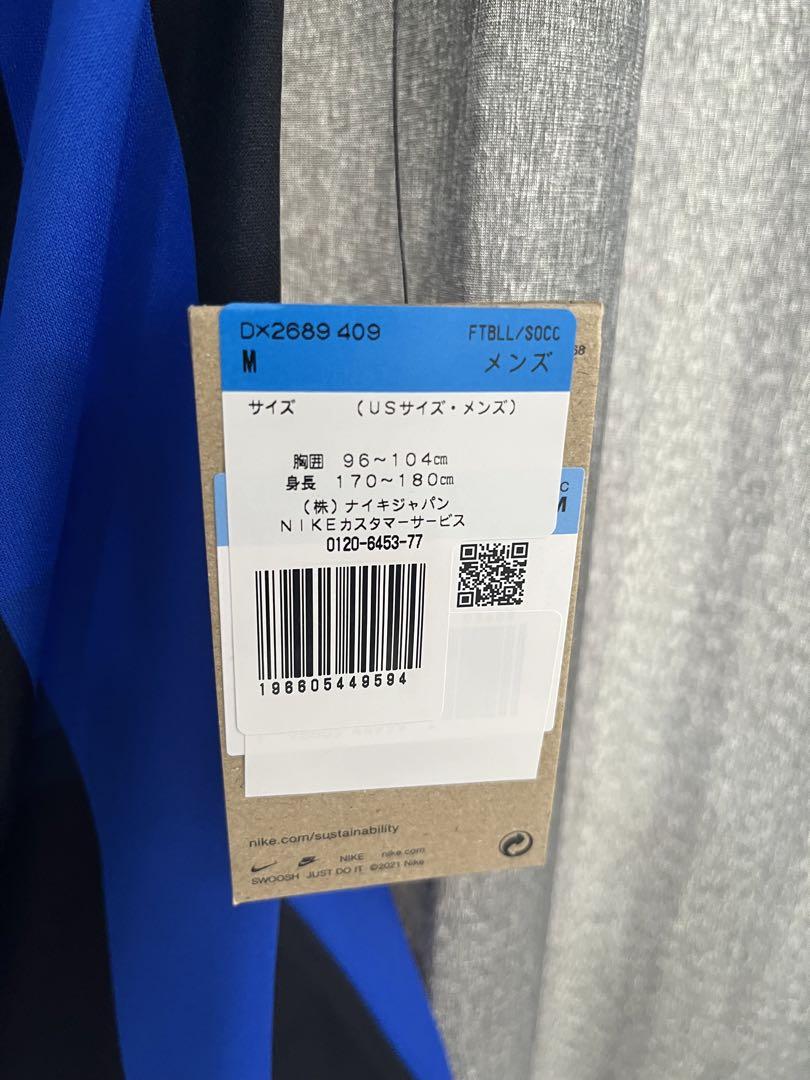 DX2689 409 FTBLL/SOCC
M メンズ
68
サイズ (USサイズ・メンズ)
胸囲 96~104㎝
身長 170~180㎝
C
M
(株)ナイキジャパン
NIKEカスタマーサービス
0120-6453-77
196605449594
nike.com/sustainability
NIKE nike.com
SWOOSH JUST DO IT ©2021 Nike